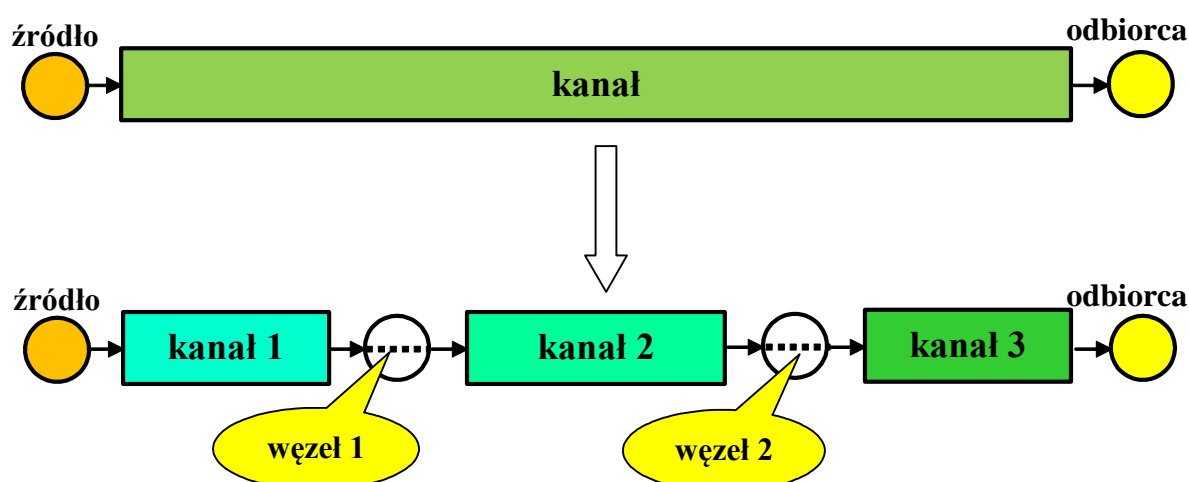 źródło
odbiorca
kanał
źródło
odbiorca
kanał 1
kanał 2
kanał 3
węzeł 1
węzeł 2